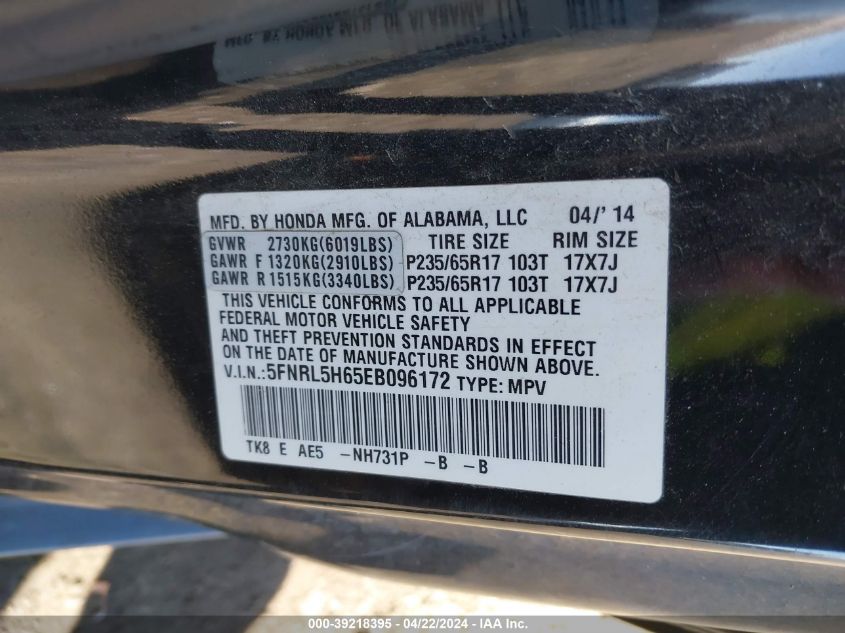 MFD. BY HONDA MFG. OF ALABAMA, LLC 04/' 14
GVWR 2730KG(6019LBS) TIRE SIZE RIM SIZE
GAWR F 1320KG(2910LBS) P235/65R17 103T 17X7J
GAWR R 1515KG(3340LBS) P235/65R17 103T 17X7J
THIS VEHICLE CONFORMS TO ALL APPLICABLE
FEDERAL MOTOR VEHICLE SAFETY
AND THEFT PREVENTION STANDARDS IN EFFECT
ON THE DATE OF MANUFACTURE SHOWN ABOVE.
V.I.N.:5FNRL5H65EB096172 TYPE: MPV
TK8 E AE5 -NH731P -B -B
000-39218395 - 04/22/2024 - IAA Inc.